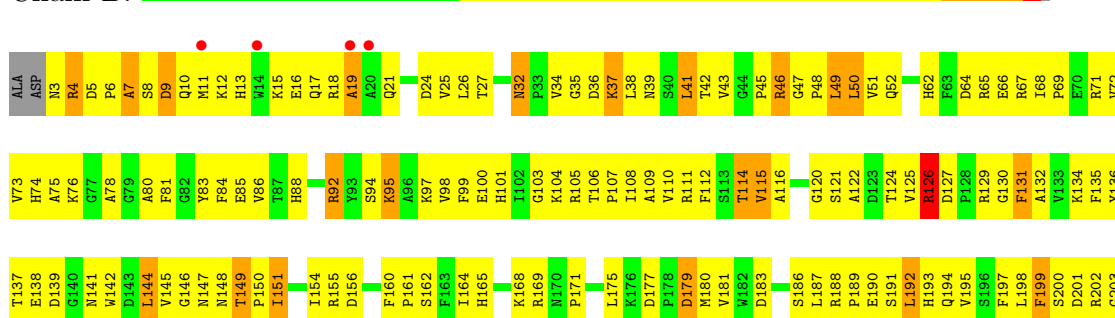 ALA ASP N3 R4 D5 P6 A7 S8 D9 Q10 M11 K12 H13 W14 K15 E16 Q17 R18 A19 A20 Q21 D24 V25 L26 T27 N32 P33 V34 G35 D36 K37 L38 N39 S40 L41 T42 V43 G44 P45 R46 G47 P48 L49 L50 V51 Q52 H62 F63 D64 R65 E66 R67 I68 P69 E70 R71 V72
V73 H74 A75 K76 G77 A78 G79 A80 F81 G82 Y83 F84 E85 V86 T87 H88 R92 Y93 S94 K95 A96 K97 V98 F99 E100 H101 I102 G103 K104 R105 T106 P107 I108 A109 V110 R111 F112 S113 T114 V115 A116 G120 S121 A122 D123 T124 V125 R126 D127 P128 R129 G130 F131 A132 V133 K134 F135 Y136
T137 E138 D139 G140 N141 W142 D143 L144 V145 G146 N147 N148 T149 P150 I151 I154 R155 D156 F160 P161 S162 F163 I164 H165 K168 R169 N170 P171 L175 K176 D177 P178 D179 M180 V181 W182 D183 S186 L187 R188 P189 E190 S191 L192 H193 Q194 V195 S196 F197 L198 F199 S200 D201 R202 G203